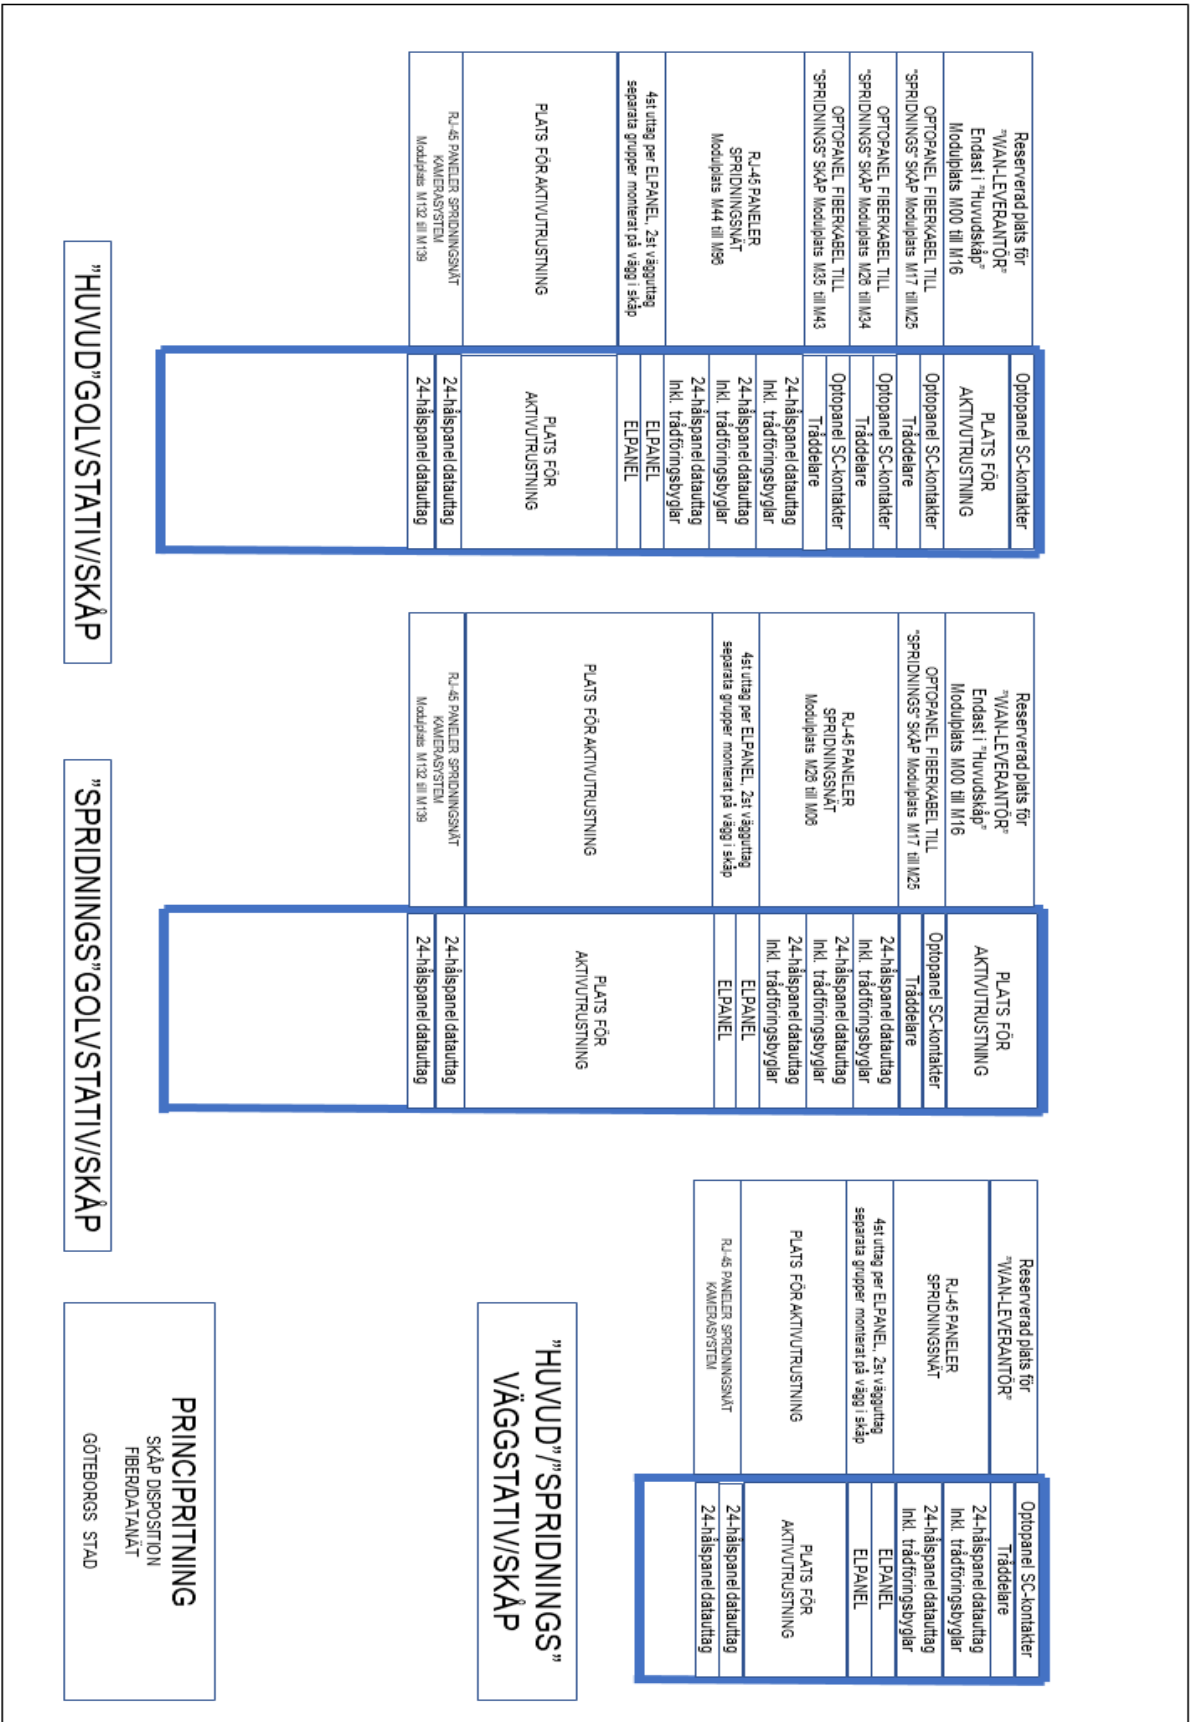 Reserverad plats för
"WAN-LEVERANTÖR"
Endast i "Huvudskåp"
Modulplats M00 till M16
OPTOPANEL FIBERKABEL TILL
"SPRIDNINGS" SKÅP Modulplats M17 till M25
OPTOPANEL FIBERKABEL TILL
"SPRIDNINGS" SKÅP Modulplats M26 till M34
OPTOPANEL FIBERKABEL TILL
"SPRIDNINGS" SKÅP Modulplats M35 till M43
RJ-45 PANELER
SPRIDNINGSNÄT
Modulplats M44 till M96
4st uttag per ELPANEL, 2st vägguttag
separata grupper monterat på vägg i skåp
PLATS FÖR AKTIVUTRUSTNING
RJ-45 PANELER SPRIDNINGSNÄT
KAMERASYSTEM
Modulplats M132 till M139
Optopanel SC-kontakter
PLATS FÖR
AKTIVUTRUSTNING
Optopanel SC-kontakter
Tråddelare
Optopanel SC-kontakter
Tråddelare
Optopanel SC-kontakter
Tråddelare
24-hålspanel datauttag
Inkl. trådföringsbyglar
24-hålspanel datauttag
Inkl. trådföringsbyglar
24-hålspanel datauttag
Inkl. trådföringsbyglar
ELPANEL
ELPANEL
PLATS FÖR
AKTIVUTRUSTNING
24-hålspanel datauttag
24-hålspanel datauttag
"HUVUD"GOLVSTATIV/SKÅP
Reserverad plats för
"WAN-LEVERANTÖR"
Endast i "Huvudskåp"
Modulplats M00 till M16
OPTOPANEL FIBERKABEL TILL
"SPRIDNINGS" SKÅP Modulplats M17 till M25
RJ-45 PANELER
SPRIDNINGSNÄT
Modulplats M26 till M06
4st uttag per ELPANEL, 2st vägguttag
separata grupper monterat på vägg i skåp
PLATS FÖR AKTIVUTRUSTNING
RJ-45 PANELER SPRIDNINGSNÄT
KAMERASYSTEM
Modulplats M132 till M139
PLATS FÖR
AKTIVUTRUSTNING
Optopanel SC-kontakter
Tråddelare
24-hålspanel datauttag
Inkl. trådföringsbyglar
24-hålspanel datauttag
Inkl. trådföringsbyglar
24-hålspanel datauttag
Inkl. trådföringsbyglar
ELPANEL
ELPANEL
PLATS FÖR
AKTIVUTRUSTNING
24-hålspanel datauttag
24-hålspanel datauttag
"SPRIDNINGS"GOLVSTATIV/SKÅP
Reserverad plats för
"WAN-LEVERANTÖR"
RJ-45 PANELER
SPRIDNINGSNÄT
4st uttag per ELPANEL, 2st vägguttag
separata grupper monterat på vägg i skåp
PLATS FÖR AKTIVUTRUSTNING
RJ-45 PANELER SPRIDNINGSNÄT
KAMERASYSTEM
Optopanel SC-kontakter
Tråddelare
24-hålspanel datauttag
Inkl. trådföringsbyglar
24-hålspanel datauttag
Inkl. trådföringsbyglar
ELPANEL
ELPANEL
PLATS FÖR
AKTIVUTRUSTNING
24-hålspanel datauttag
24-hålspanel datauttag
"HUVUD"/"SPRIDNINGS"
VÄGGSTATIV/SKÅP
PRINCIPRITNING
SKÅP DISPOSITION
FIBER/DATANÄT
GÖTEBORGS STAD